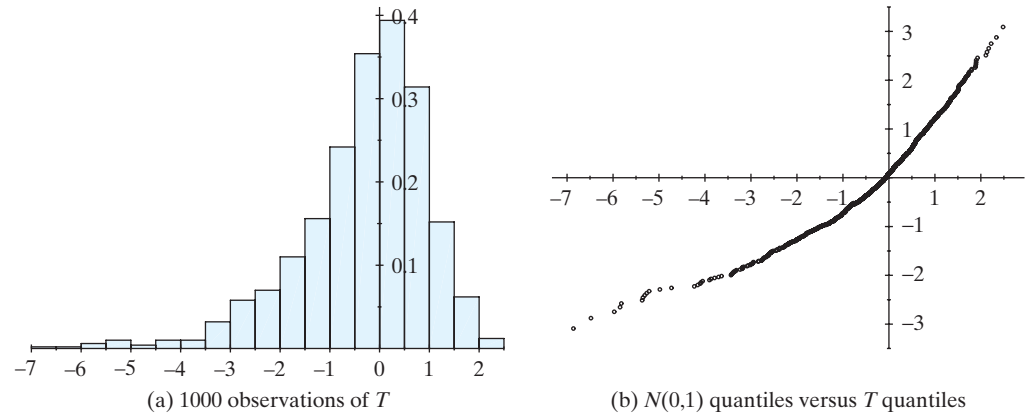 0.4
0.3
0.2
0.1
–7 –6 –5 –4 –3 –2 –1 0 1 2
(a) 1000 observations of T
3
2
1
–7 –6 –5 –4 –3 –2 –1 1 2
–1
–2
–3
(b) N(0,1) quantiles versus T quantiles